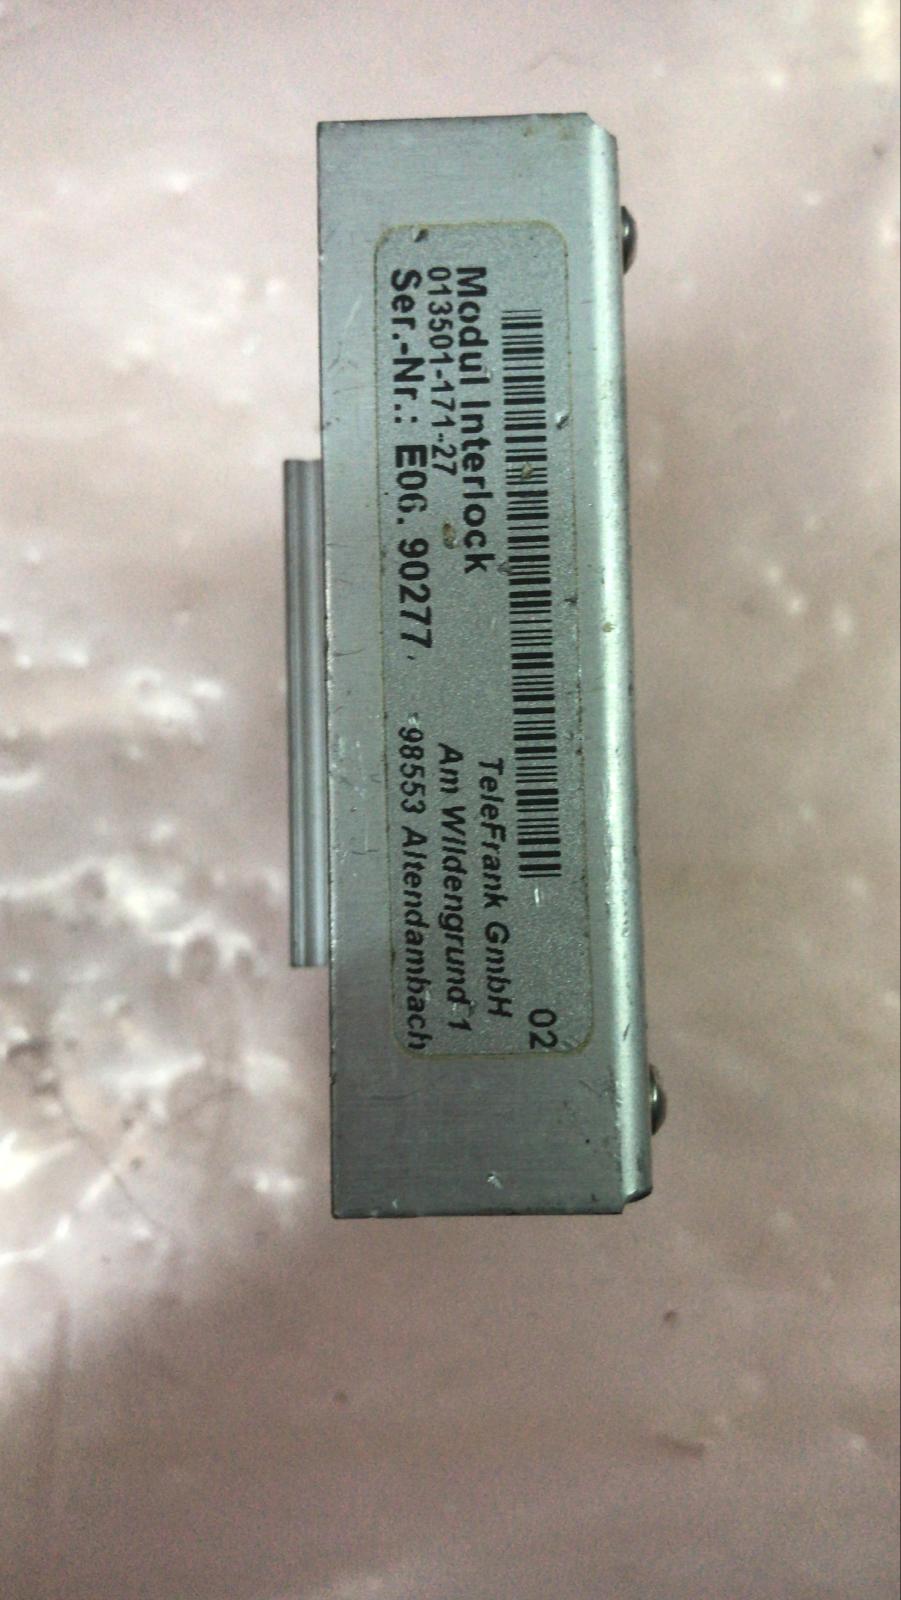 Modul Interlock
013501-171-27
Ser.-Nr.: E06. 90277
02
TeleFrank GmbH
Am Wildengrund 1
98553 Altendambach